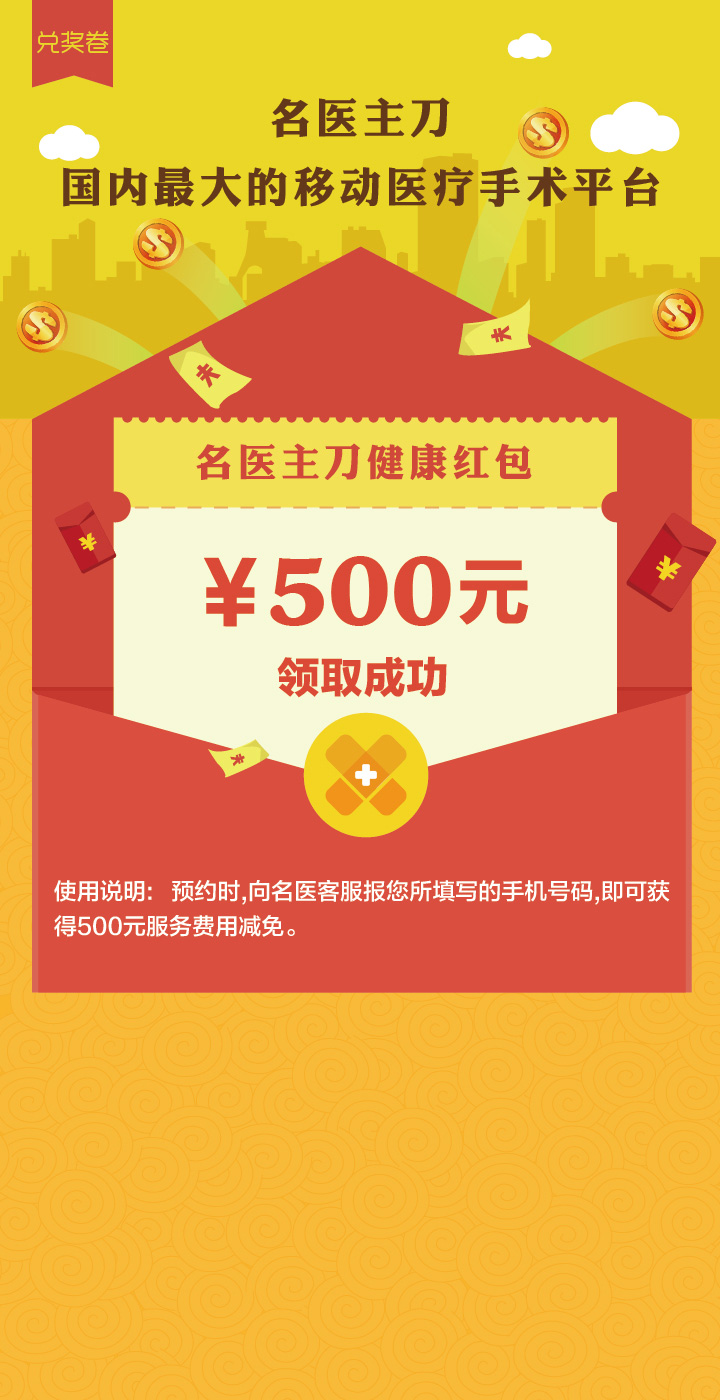 兑奖卷
名医主刀
国内最大的移动医疗手术平台
名医主刀健康红包
¥500元
领取成功
使用说明: 预约时,向名医客服报您所填写的手机号码,即可获
得500元服务费用减免。